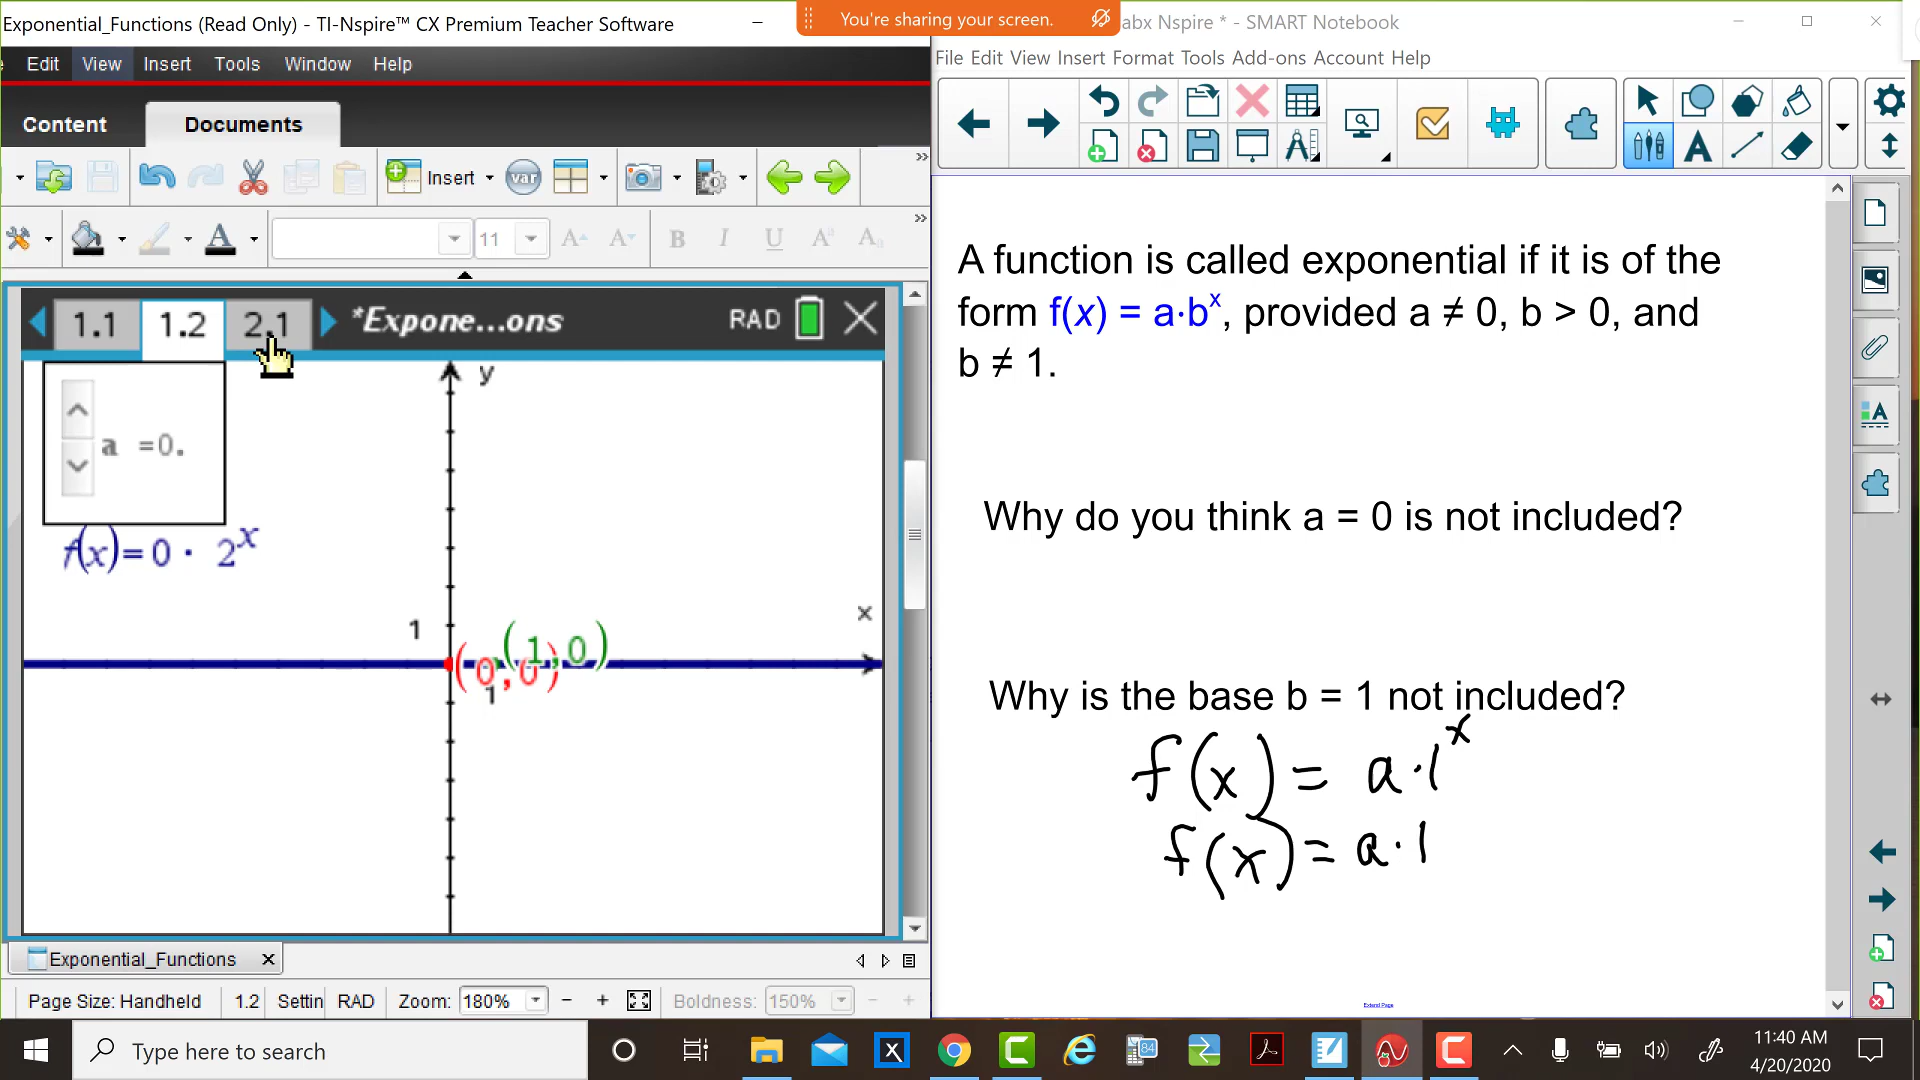 Exponential_Functions (Read Only) - TI-Nspire™ CX Premium Teacher Software
You're sharing your screen.
abx Nspire * - SMART Notebook
Edit View Insert Tools Window Help
File Edit View Insert Format Tools Add-ons Account Help
Content Documents
Insert
var
11
B I U A A
1.1 1.2 2.1 *Expone...ons RAD
a =0.
f(x)=0 · 2^x
y
x
1
(1,0)
(0,0)
1
A function is called exponential if it is of the
form f(x) = a·b^x, provided a ≠ 0, b > 0, and
b ≠ 1.
Why do you think a = 0 is not included?
Why is the base b = 1 not included?
f(x) = a·1^x
f(x) = a·1
Extend Page
Exponential_Functions
Page Size: Handheld 1.2 Settin RAD Zoom: 180% Boldness: 150%
Type here to search
84
11:40 AM
4/20/2020